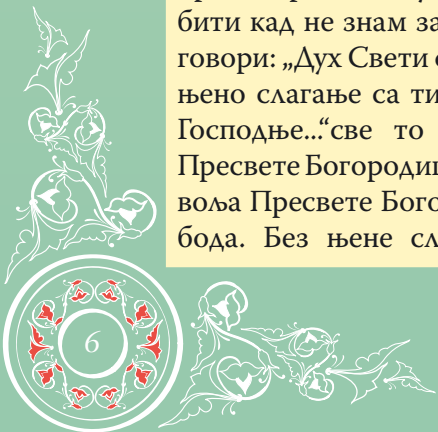 бити кад не знам за
говори: „Дух Свети
њено слагање са ти
Господње...“све то
Пресвете Богородиц
воља Пресвете Бого
бода. Без њене сл
6